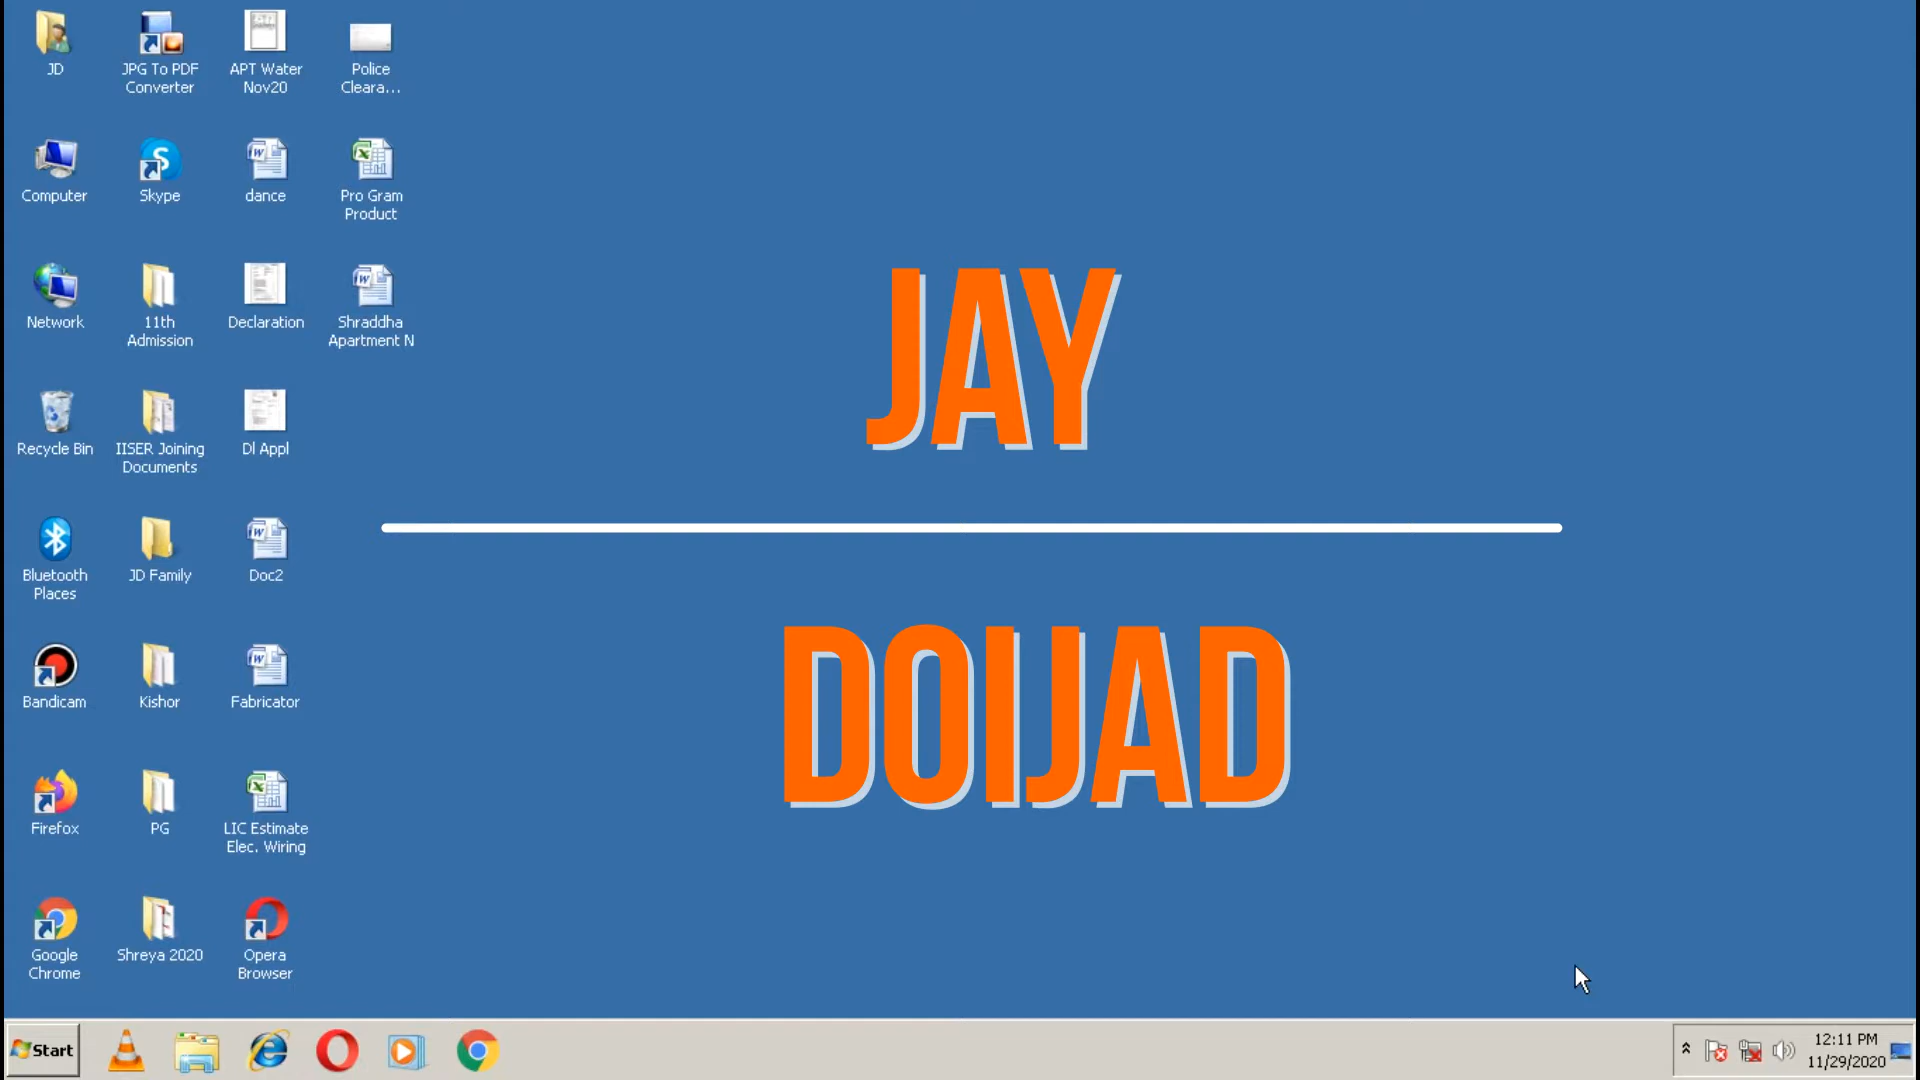 JD
JPG To PDF
Converter
APT Water
Nov20
Police
Cleara...
Computer
Skype
dance
Pro Gram
Product
Network
11th
Admission
Declaration
Shraddha
Apartment N
Recycle Bin
IISER Joining
Documents
Dl Appl
Bluetooth
Places
JD Family
Doc2
Bandicam
Kishor
Fabricator
Firefox
PG
LIC Estimate
Elec. Wiring
Google
Chrome
Shreya 2020
Opera
Browser
JAY
DOIJAD
Start
12:11 PM
11/29/2020